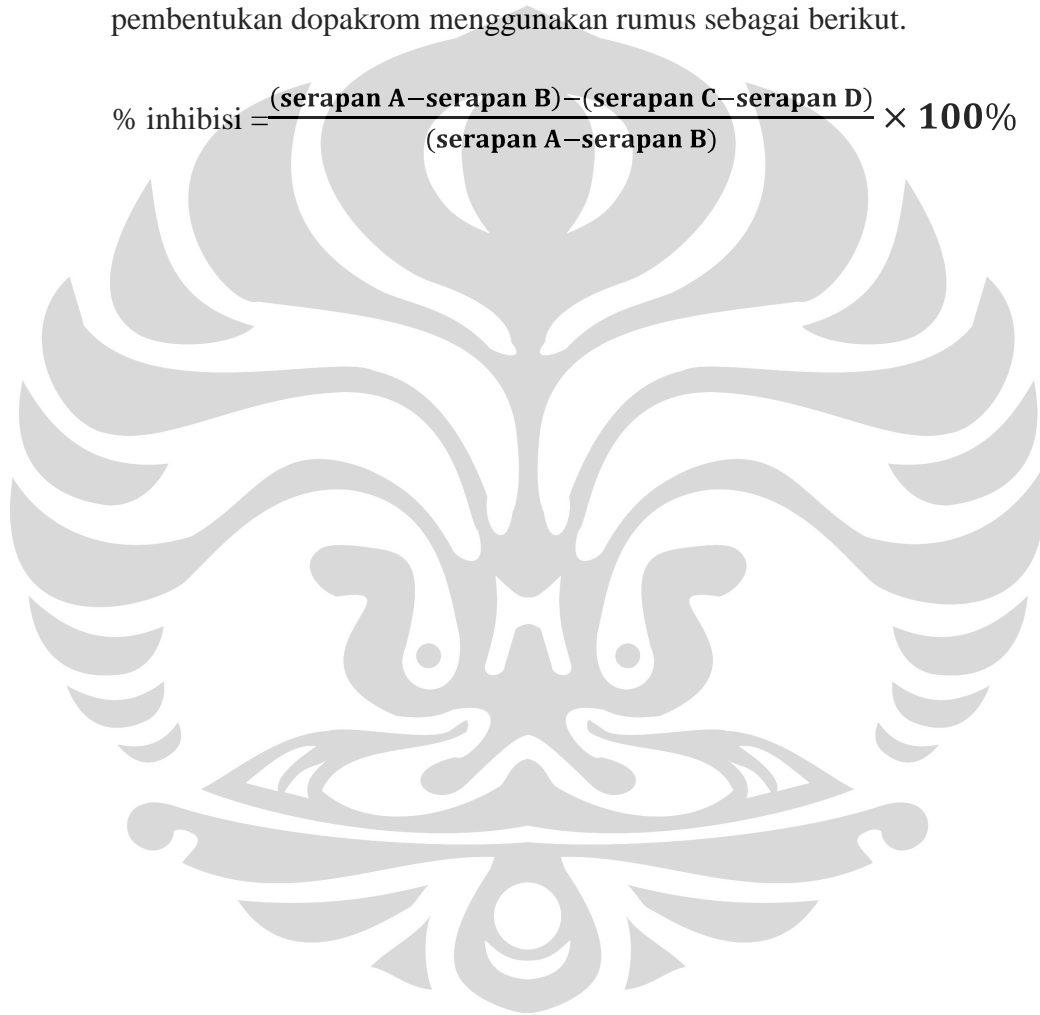 pembentukan dopakrom menggunakan rumus sebagai berikut.
% inhibisi = (serapan A−serapan B)−(serapan C−serapan D) / (serapan A−serapan B) × 100%